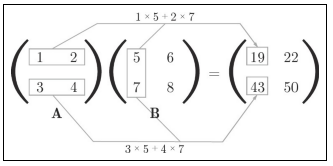 1 × 5 + 2 × 7
1 2 5 6 19 22
=
3 4 7 8 43 50
A B
3 × 5 + 4 × 7